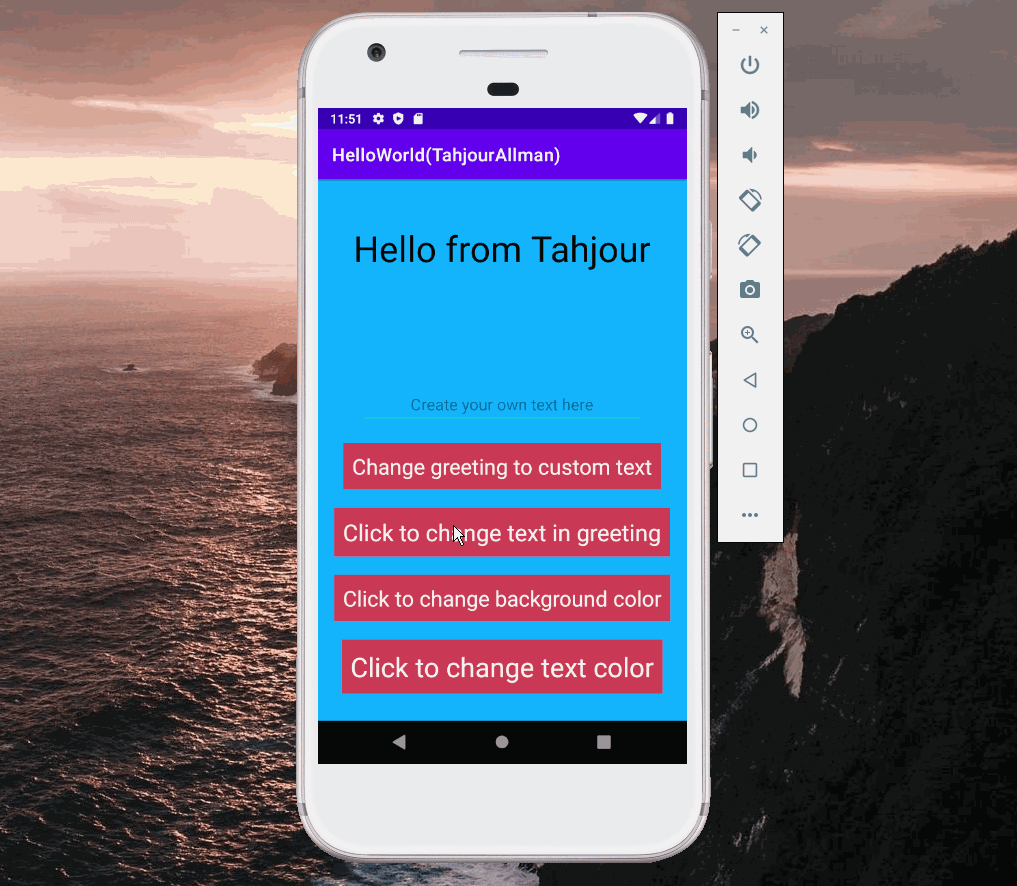 11:51
HelloWorld(TahjourAllman)
Hello from Tahjour
Create your own text here
Change greeting to custom text
Click to change text in greeting
Click to change background color
Click to change text color